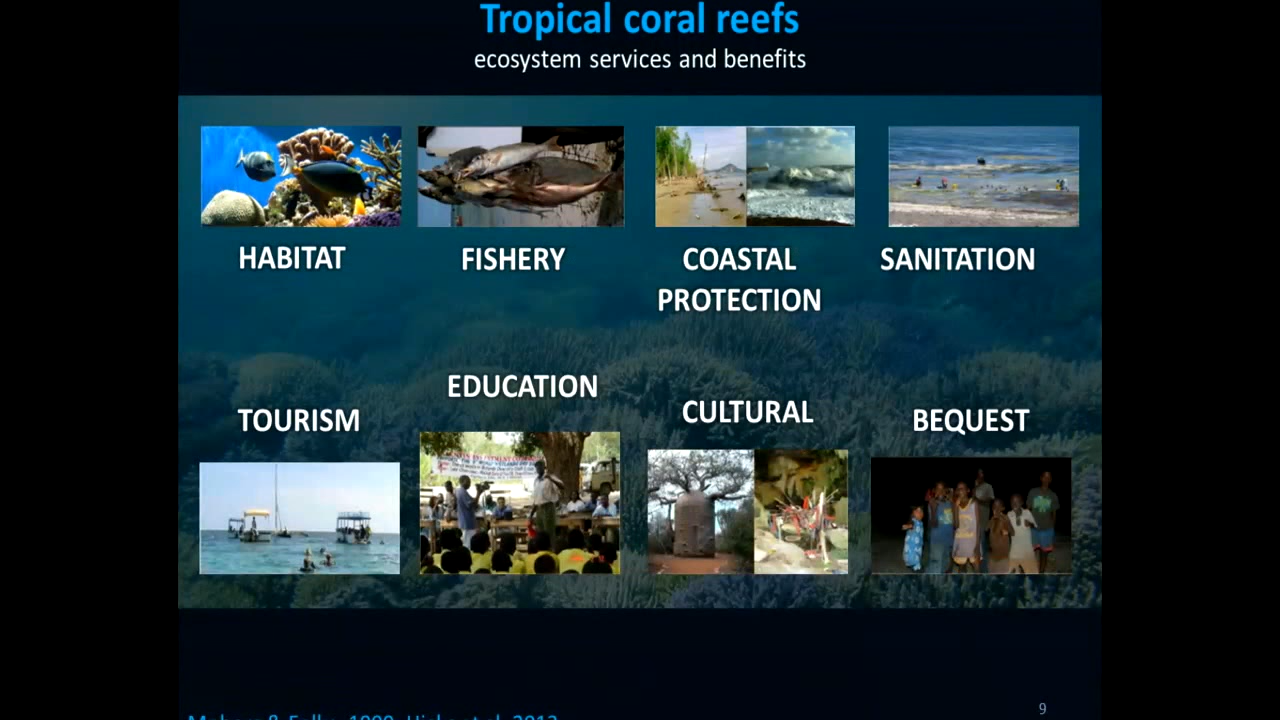 Tropical coral reefs
ecosystem services and benefits
HABITAT
FISHERY
COASTAL
PROTECTION
SANITATION
TOURISM
EDUCATION
CULTURAL
BEQUEST
9